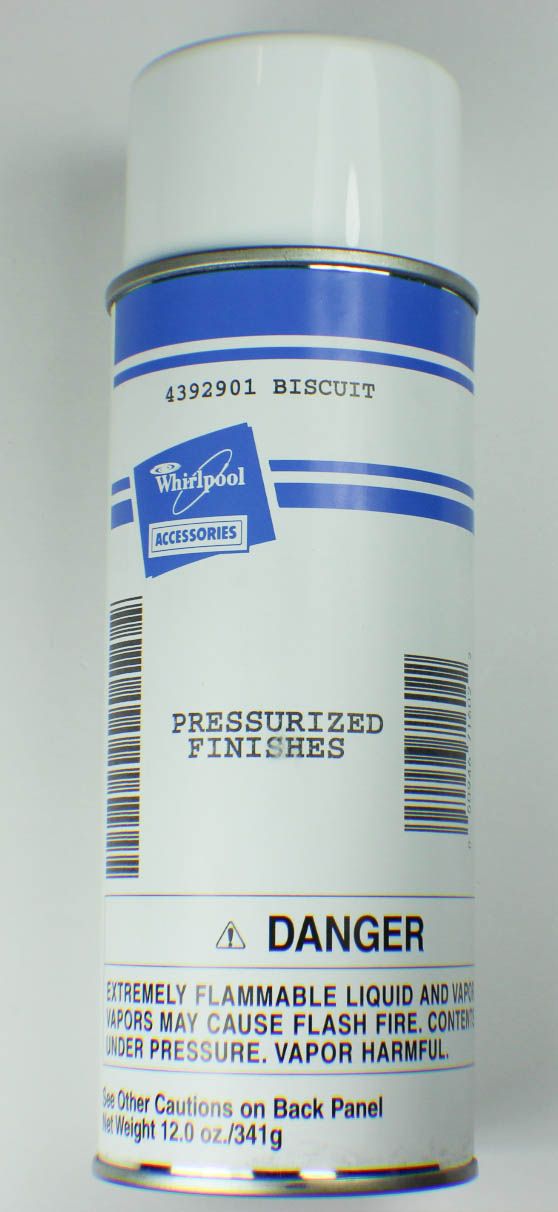 4392901 BISCUIT
Whirlpool
ACCESSORIES
PRESSURIZED
FINISHES
DANGER
EXTREMELY FLAMMABLE LIQUID AND
VAPORS MAY CAUSE FLASH FIRE.
UNDER PRESSURE. VAPOR HARMFUL.
See Other Cautions on Back Panel
Net Weight 12.0 oz./341g